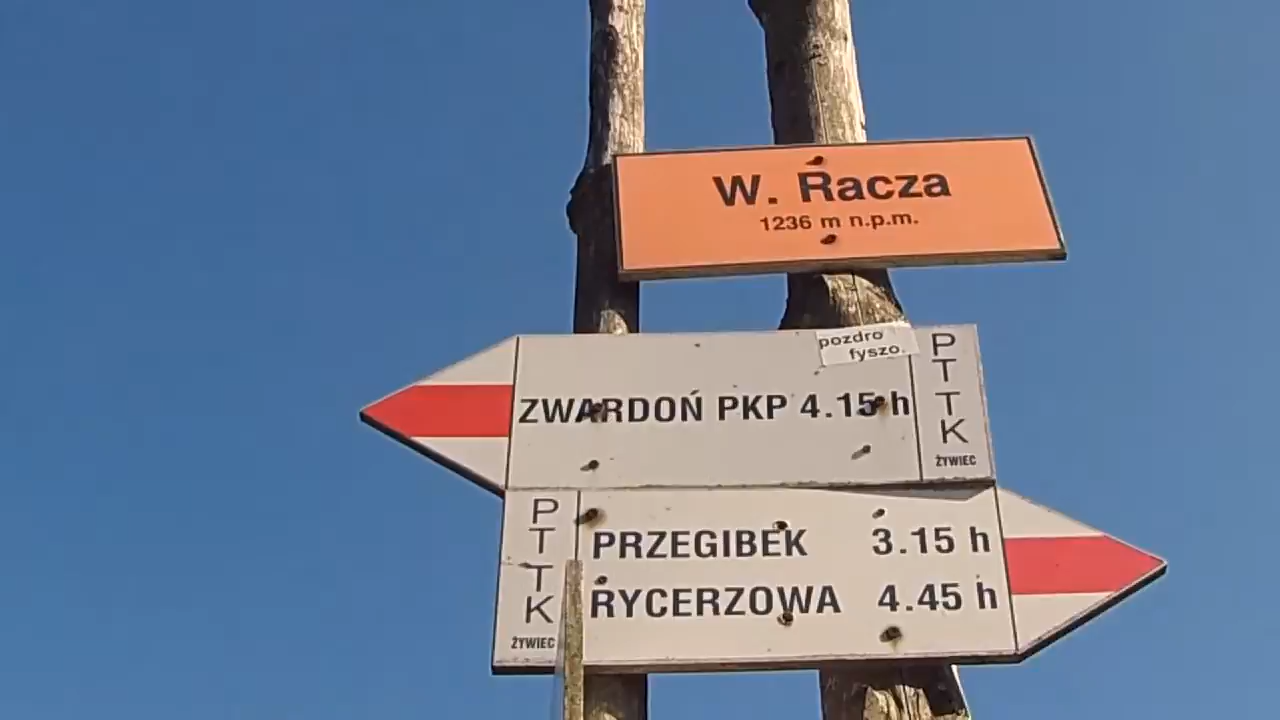 W. Racza
1236 m n.p.m.
pozdro
fyszo.
ZWARDOŃ PKP 4.15 h
PTTK
ŻYWIEC
PTTK
ŻYWIEC
PRZEGIBEK 3.15 h
RYCERZOWA 4.45 h